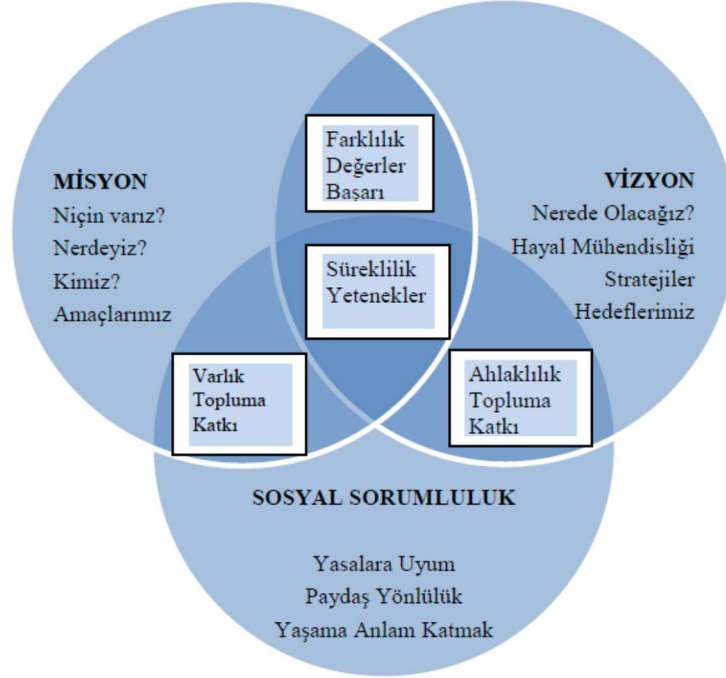 Farklılık
Değerler
Başarı
MİSYON
Niçin varız?
Nerdeyiz?
Kimiz?
Amaçlarımız
VİZYON
Nerede Olacağız?
Hayal Mühendisliği
Stratejiler
Hedeflerimiz
Süreklilik
Yetenekler
Varlık
Topluma
Katkı
Ahlaklılık
Topluma
Katkı
SOSYAL SORUMLULUK
Yasalara Uyum
Paydaş Yönlülük
Yaşama Anlam Katmak